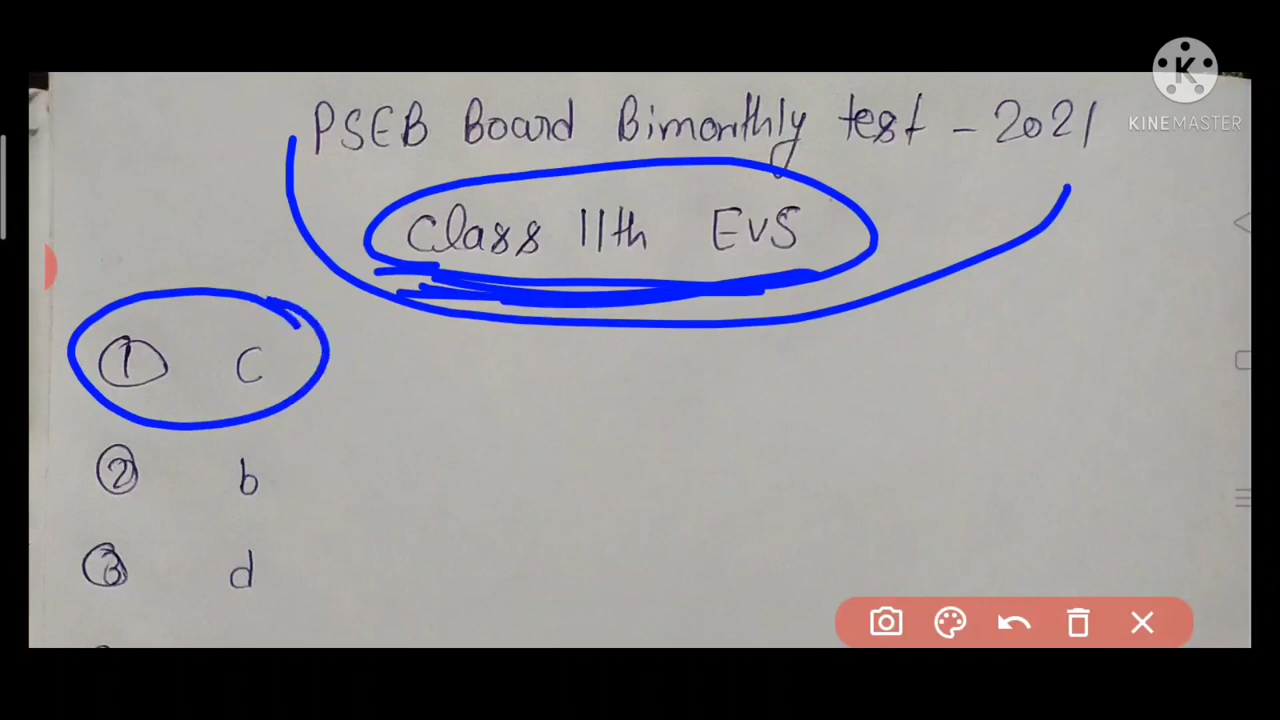 KINEMASTER
PSEB Board Bimonthly test - 2021
Class 11th EVS
1 C
2 b
3 d